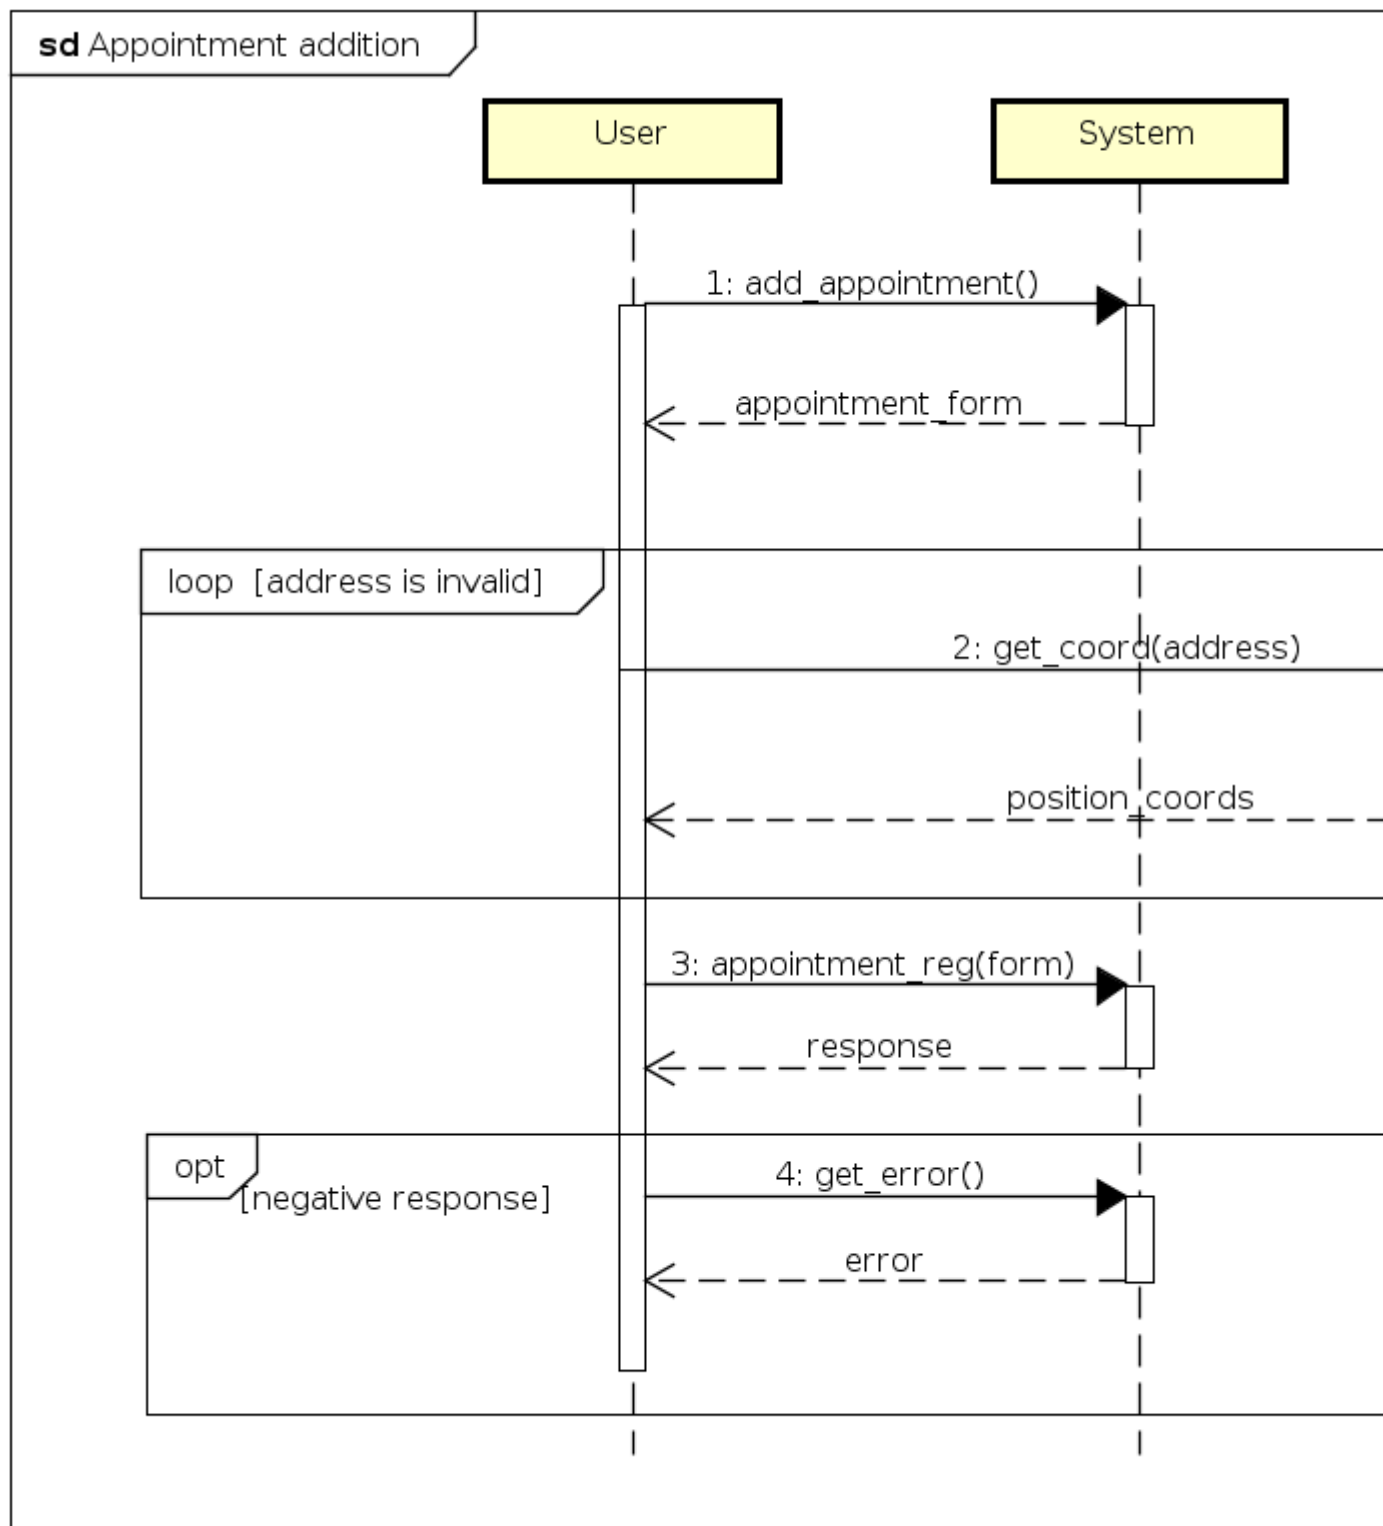 sd Appointment addition
User
System
1: add_appointment()
appointment_form
loop [address is invalid]
2: get_coord(address)
position_coords
3: appointment_reg(form)
response
opt
[negative response]
4: get_error()
error